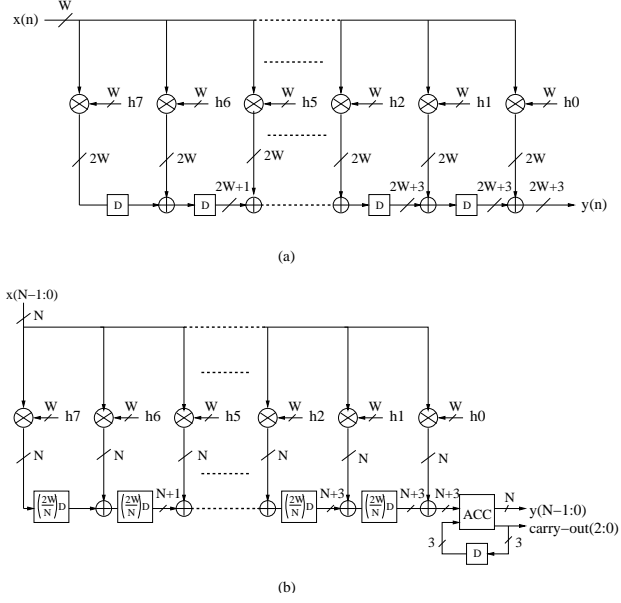 x(n) W
W W W W W W
h7 h6 h5 h2 h1 h0
2W 2W 2W 2W 2W 2W
2W+1 2W+3 2W+3 2W+3
D D D D y(n)
(a)
x(N−1:0)
N
W W W W W W
h7 h6 h5 h2 h1 h0
N N N N N N
N+1 N+3 N+3 N+3 N
(2W/N)D (2W/N)D (2W/N)D (2W/N)D ACC y(N−1:0)
carry−out(2:0)
3 D 3
(b)